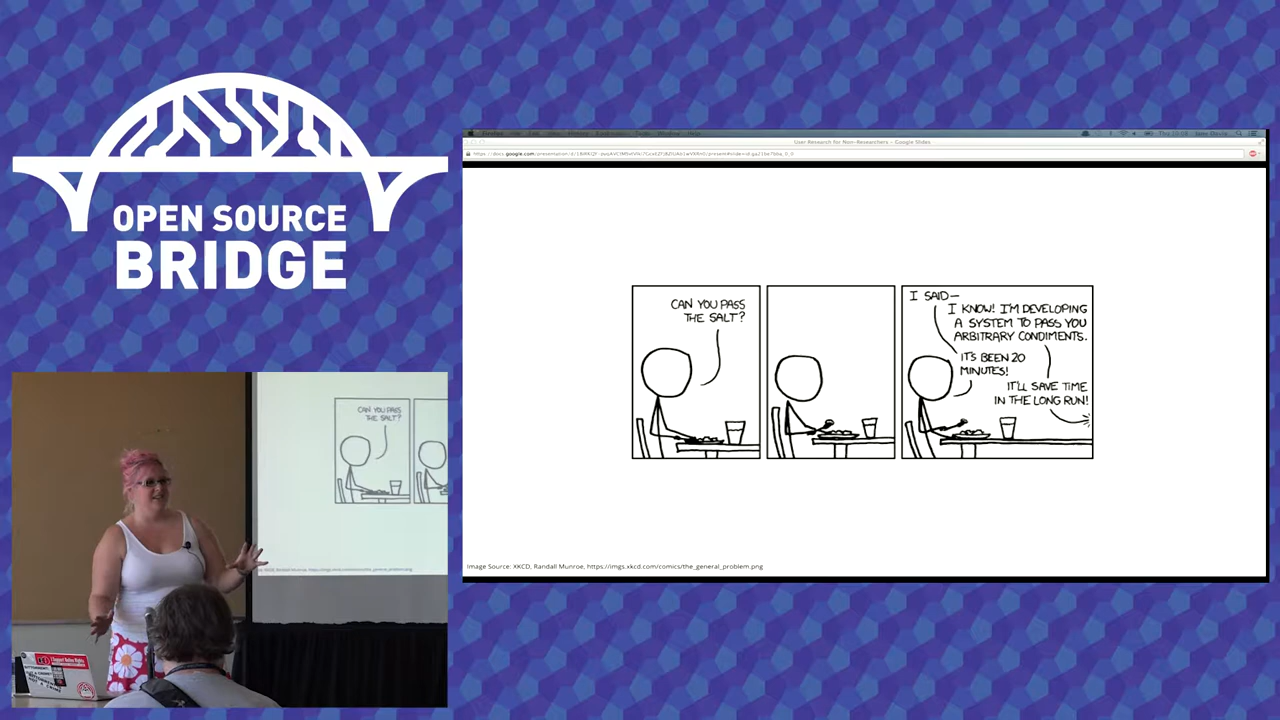 OPEN SOURCE
BRIDGE
User Research for Non-Researchers – Google Slides
CAN YOU PASS
THE SALT?
I SAID—
I KNOW! I'M DEVELOPING
A SYSTEM TO PASS YOU
ARBITRARY CONDIMENTS.
IT'S BEEN 20
MINUTES!
IT'LL SAVE TIME
IN THE LONG RUN!
Image Source: XKCD, Randall Munroe, https://imgs.xkcd.com/comics/the_general_problem.png
CAN YOU PASS
THE SALT?